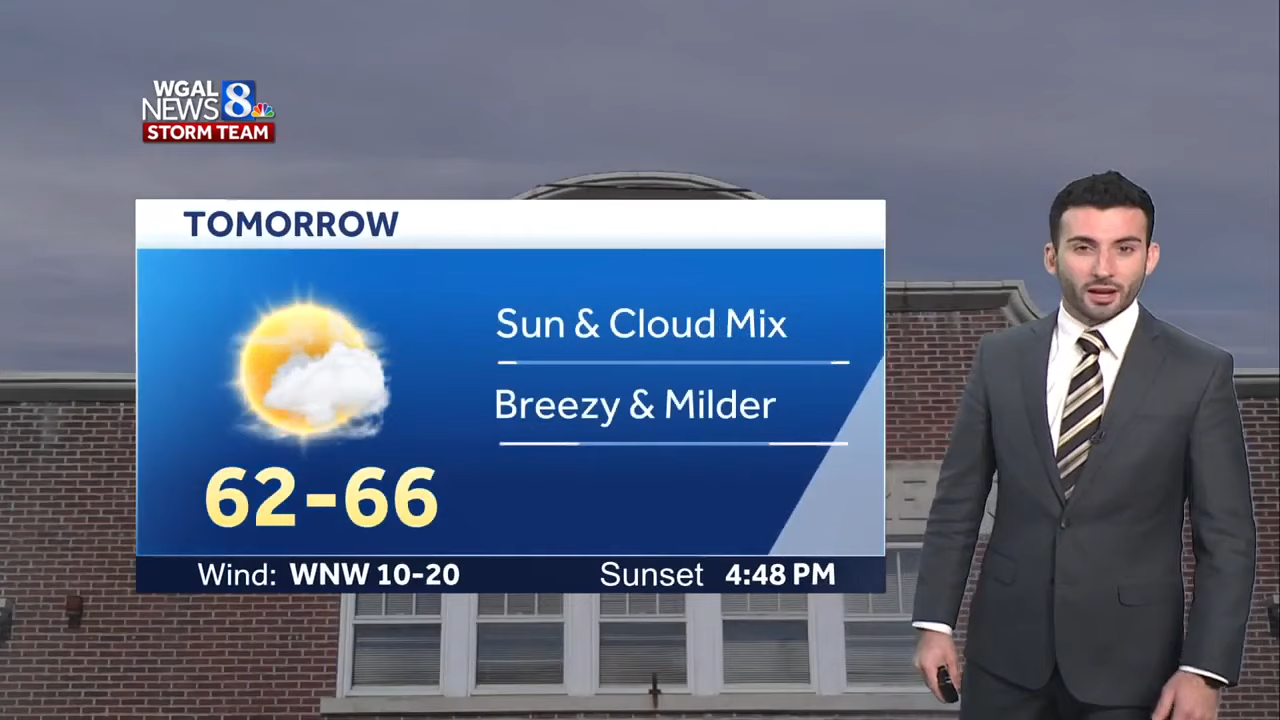 WGAL
NEWS 8
STORM TEAM
TOMORROW
Sun & Cloud Mix
Breezy & Milder
62-66
Wind: WNW 10-20 Sunset 4:48 PM